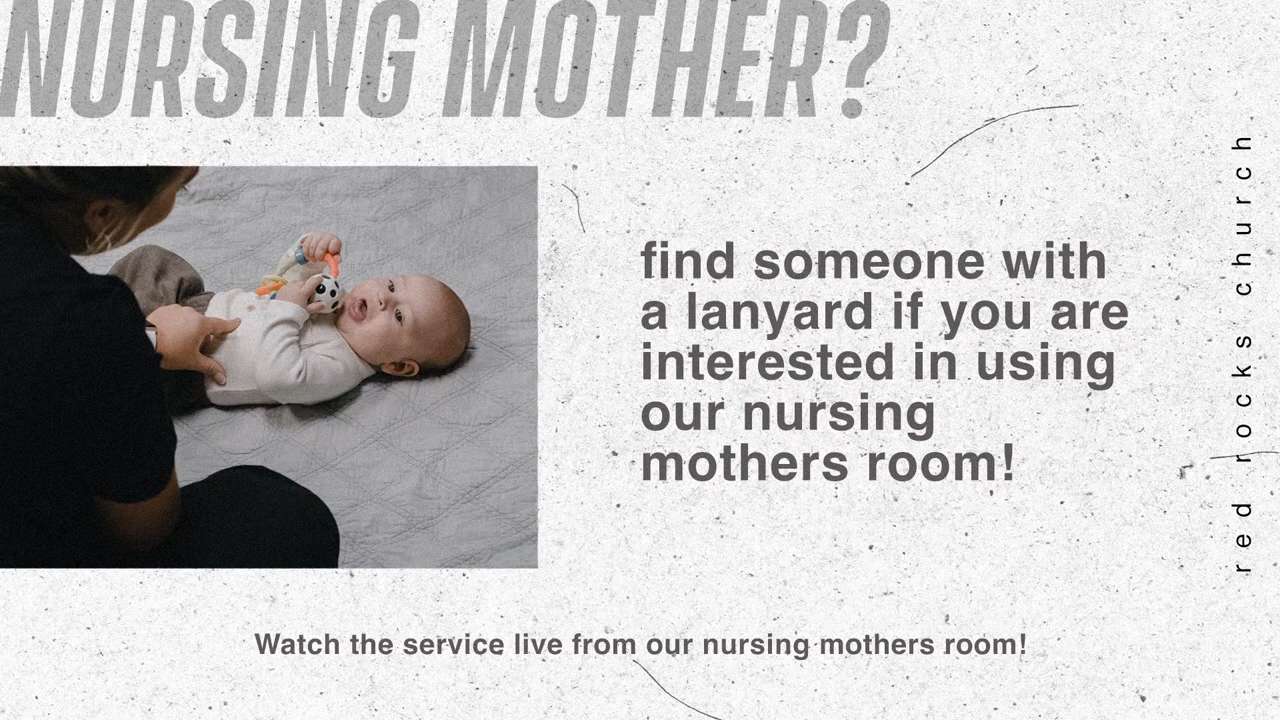 NURSING MOTHER?
find someone with
a lanyard if you are
interested in using
our nursing
mothers room!
red rocks church
Watch the service live from our nursing mothers room!